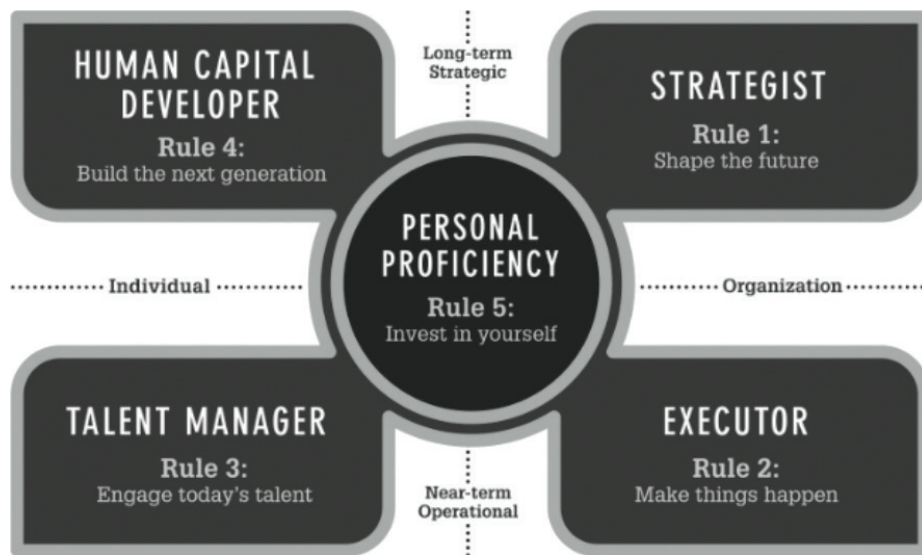 HUMAN CAPITAL
DEVELOPER
Rule 4:
Build the next generation
Long-term
Strategic
STRATEGIST
Rule 1:
Shape the future
PERSONAL
PROFICIENCY
Rule 5:
Invest in yourself
Individual
Organization
TALENT MANAGER
Rule 3:
Engage today's talent
Near-term
Operational
EXECUTOR
Rule 2:
Make things happen